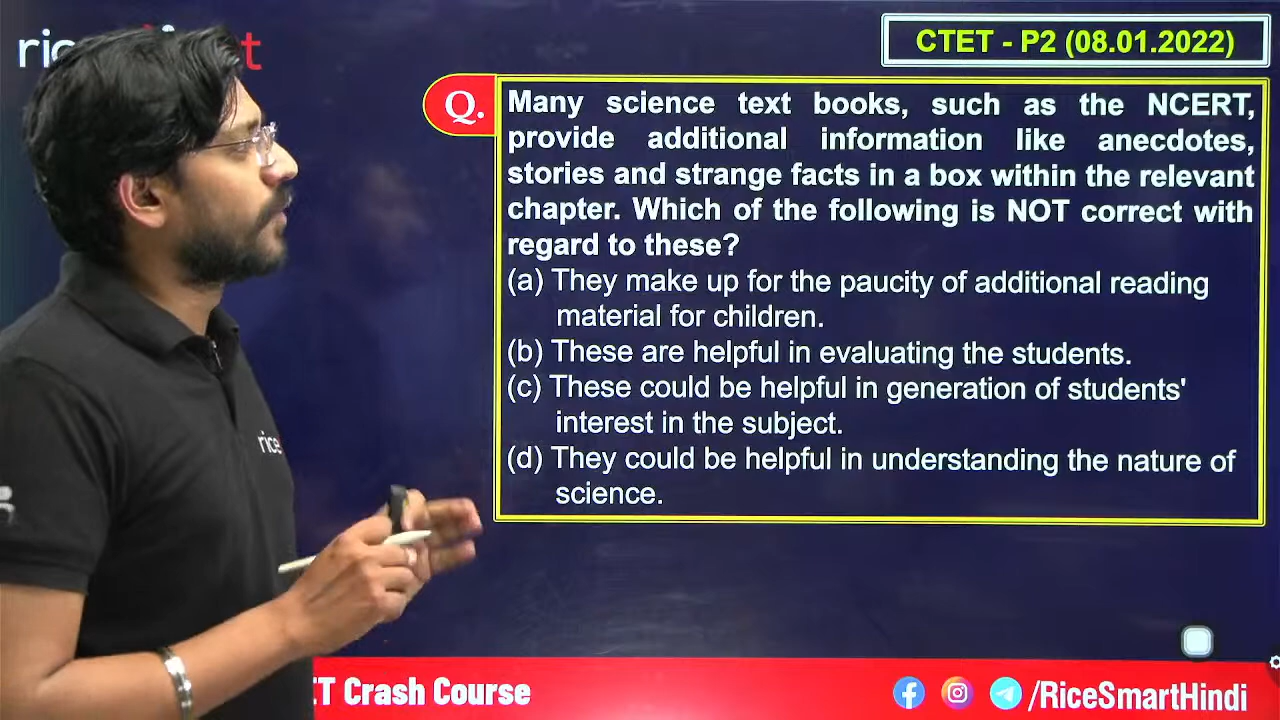 CTET - P2 (08.01.2022)
Q.
Many science text books, such as the NCERT,
provide additional information like anecdotes,
stories and strange facts in a box within the relevant
chapter. Which of the following is NOT correct with
regard to these?
(a) They make up for the paucity of additional reading
material for children.
(b) These are helpful in evaluating the students.
(c) These could be helpful in generation of students'
interest in the subject.
(d) They could be helpful in understanding the nature of
science.
rice
T Crash Course
/RiceSmartHindi